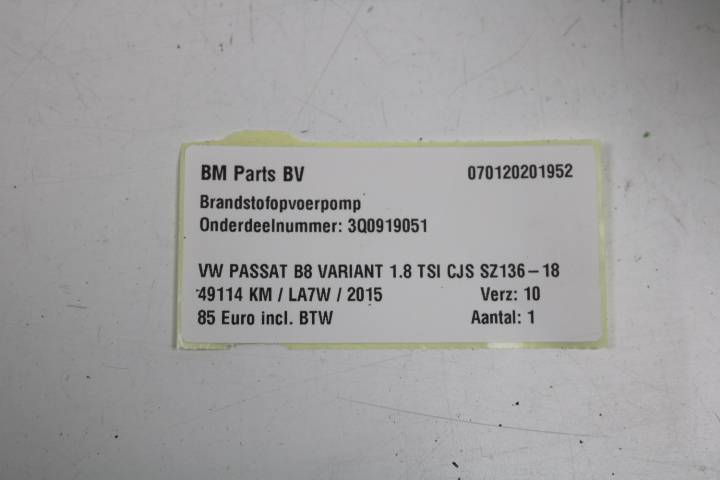 BM Parts BV 070120201952
Brandstofopvoerpomp
Onderdeelnummer: 3Q0919051
VW PASSAT B8 VARIANT 1.8 TSI CJS SZ136-18
49114 KM / LA7W / 2015 Verz: 10
85 Euro incl. BTW Aantal: 1